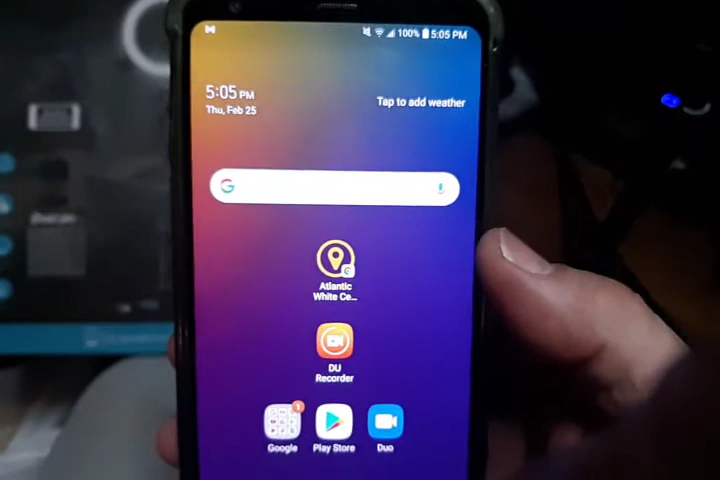 100% 5:05 PM
5:05 PM
Thu, Feb 25
Tap to add weather
G
Atlantic
White Ce...
G
DU
Recorder
1
Google
Play Store
Duo